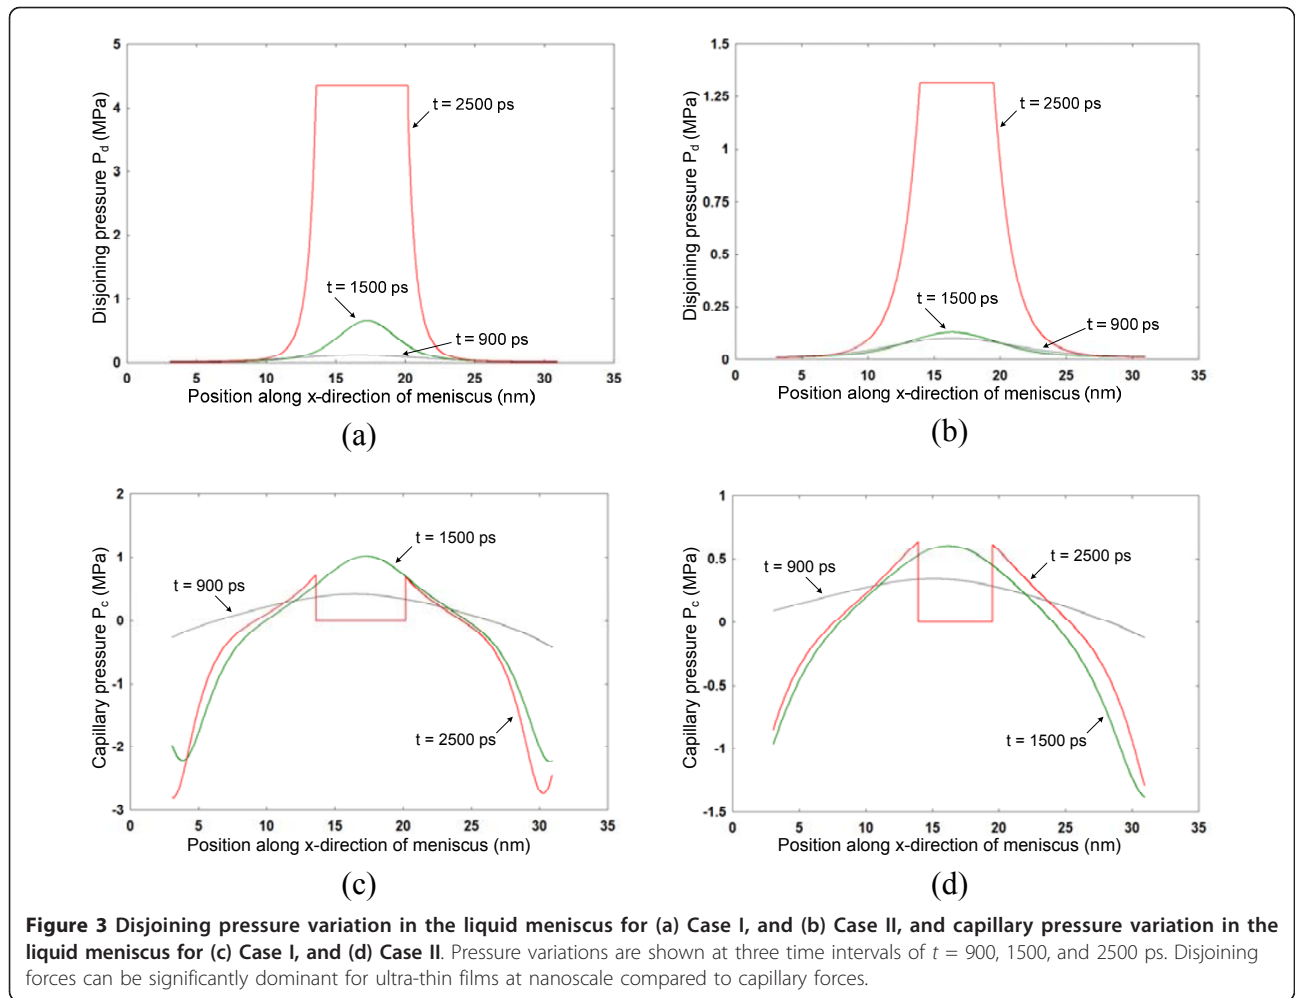 5
4
3
2
1
0
0 5 10 15 20 25 30 35
Disjoining pressure Pd (MPa)
Position along x-direction of meniscus (nm)
t = 2500 ps
t = 1500 ps
t = 900 ps
(a)
1.5
1.25
1
0.75
0.5
0.25
0
0 5 10 15 20 25 30 35
Disjoining pressure Pd (MPa)
Position along x-direction of meniscus (nm)
t = 2500 ps
t = 1500 ps
t = 900 ps
(b)
2
1
0
-1
-2
-3
0 5 10 15 20 25 30 35
Capillary pressure Pc (MPa)
Position along x-direction of meniscus (nm)
t = 1500 ps
t = 900 ps
t = 2500 ps
(c)
1
0.5
0
-0.5
-1
-1.5
0 5 10 15 20 25 30 35
Capillary pressure Pc (MPa)
Position along x-direction of meniscus (nm)
t = 2500 ps
t = 900 ps
t = 1500 ps
(d)
Figure 3 Disjoining pressure variation in the liquid meniscus for (a) Case I, and (b) Case II, and capillary pressure variation in the
liquid meniscus for (c) Case I, and (d) Case II. Pressure variations are shown at three time intervals of t = 900, 1500, and 2500 ps. Disjoining
forces can be significantly dominant for ultra-thin films at nanoscale compared to capillary forces.